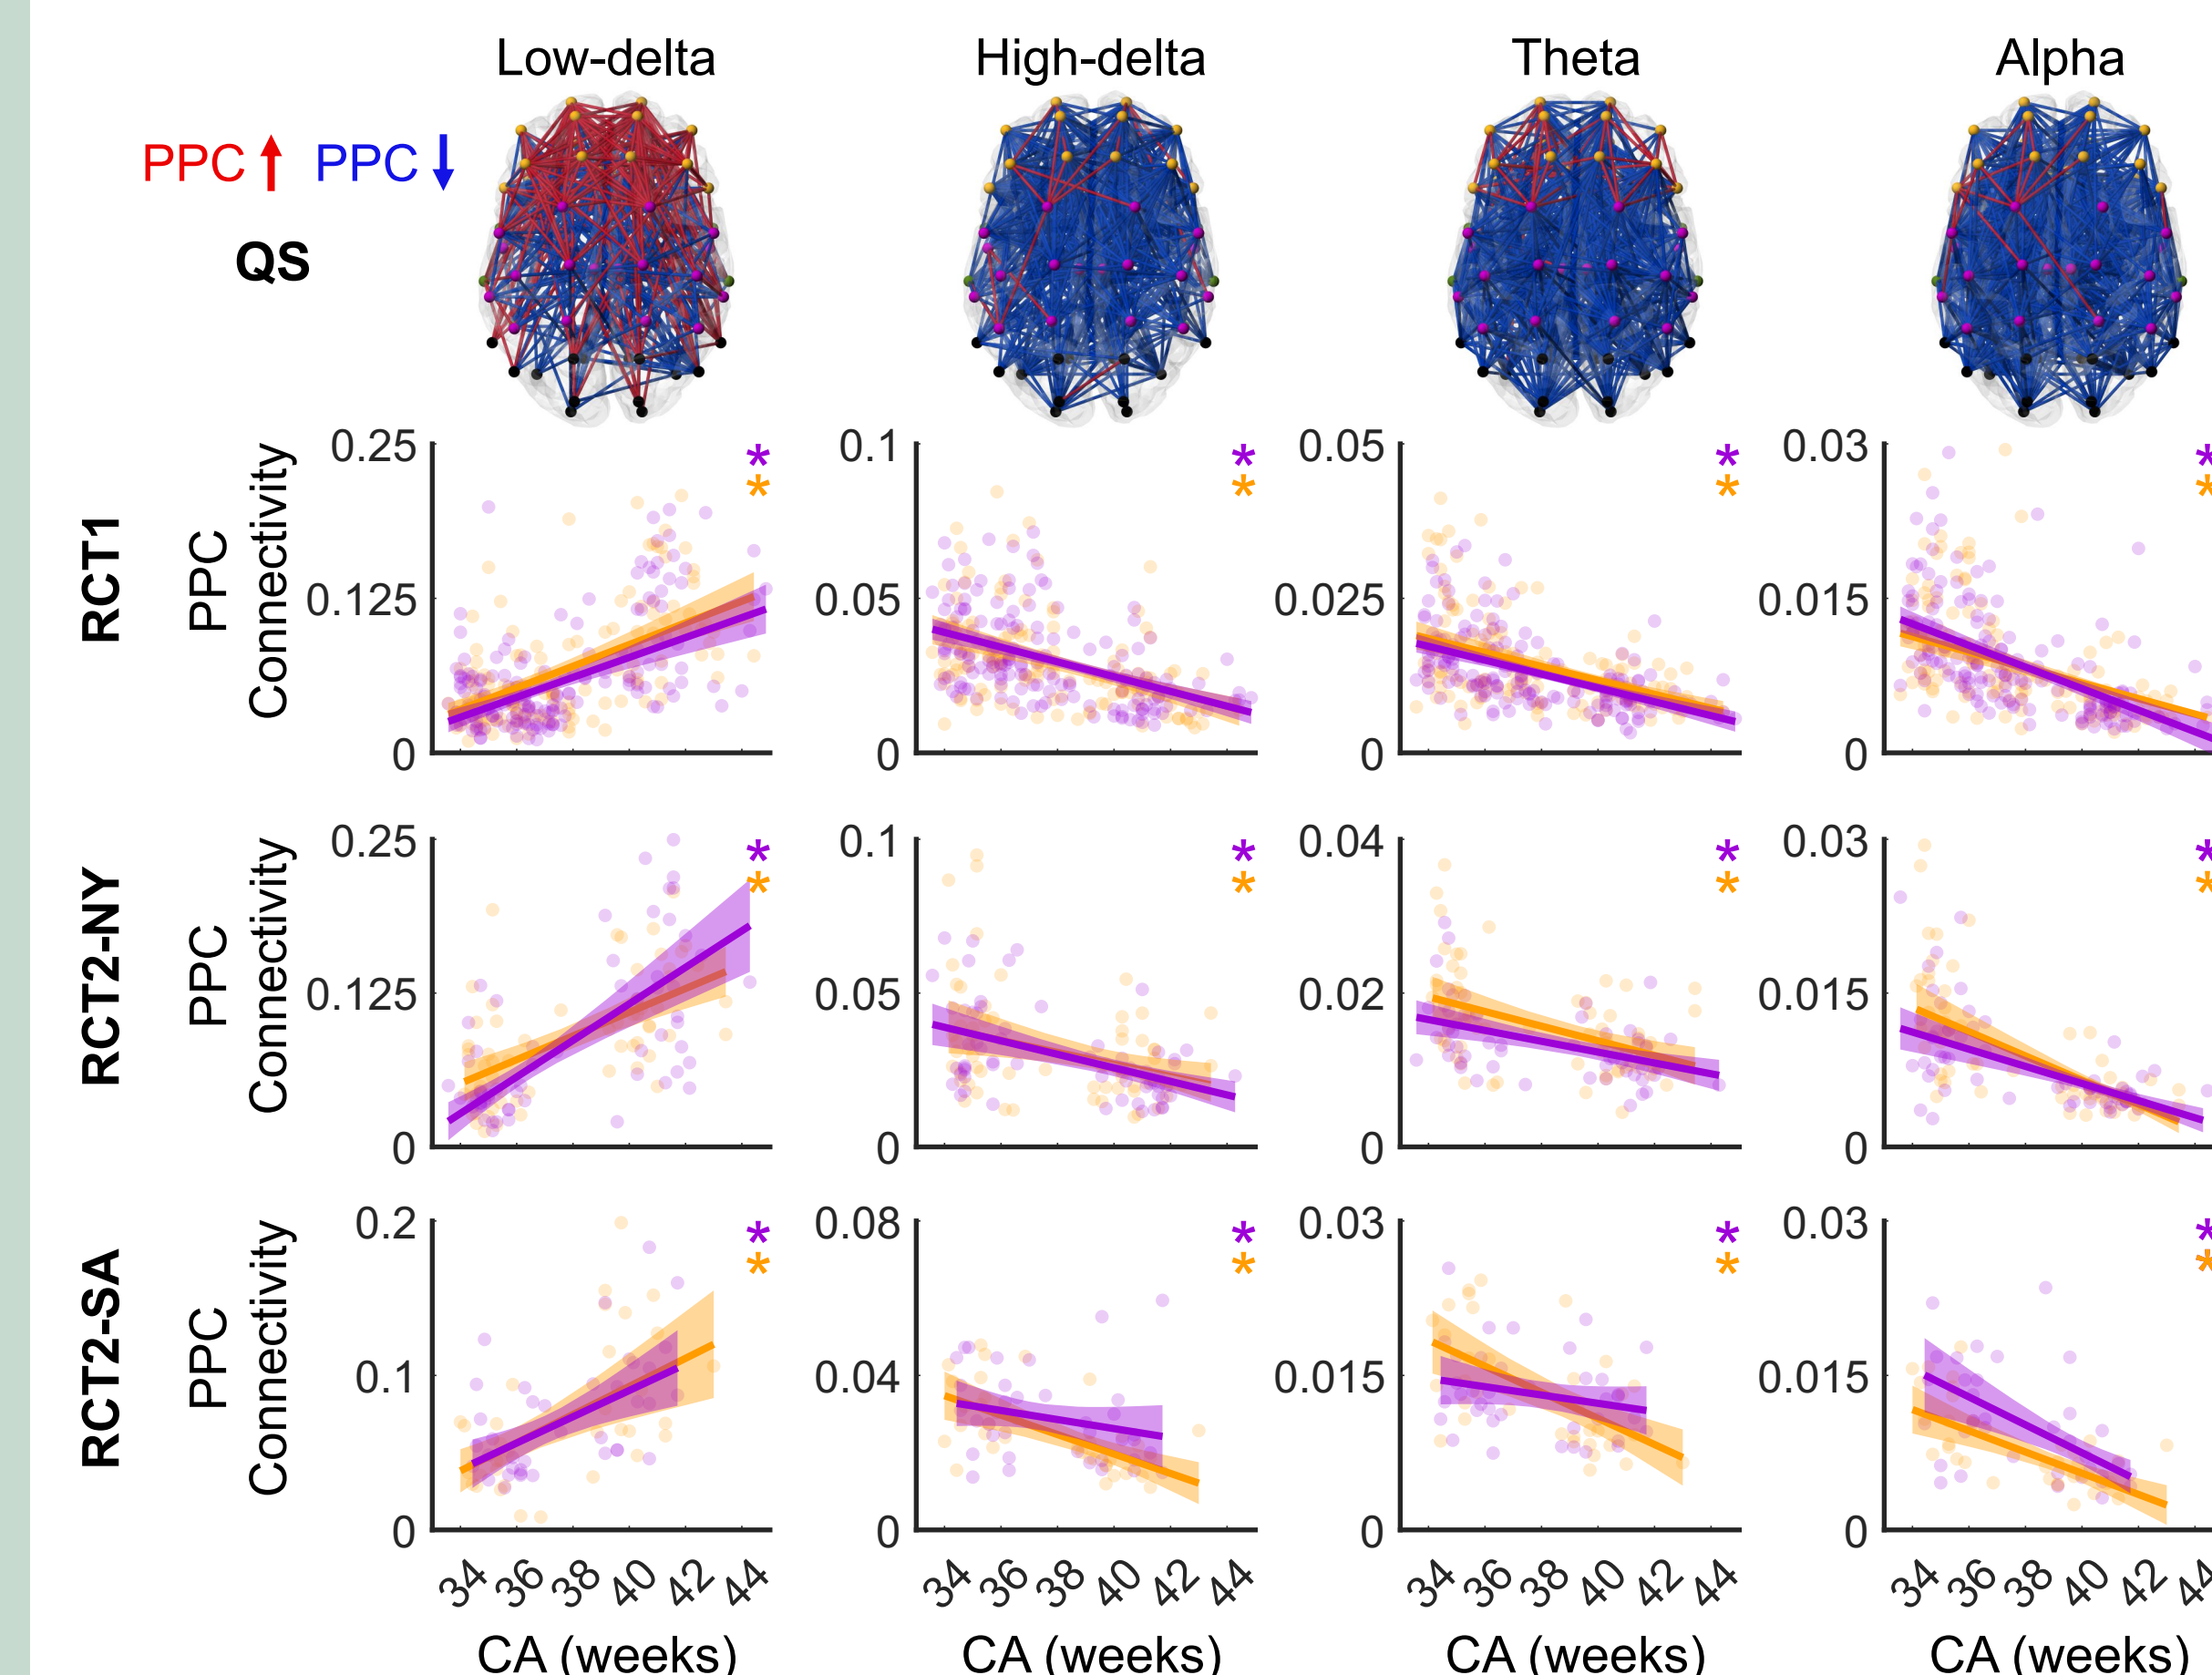 Low-delta High-delta Theta Alpha
PPC ↑ PPC ↓
QS
RCT1
PPC
Connectivity
0.25
0.125
0
0.1
0.05
0
0.05
0.025
0
0.03
0.015
0
* * * *
* * * *
RCT2-NY
PPC
Connectivity
0.25
0.125
0
0.1
0.05
0
0.04
0.02
0
0.03
0.015
0
* * * *
* * * *
RCT2-SA
PPC
Connectivity
0.2
0.1
0
0.08
0.04
0
0.03
0.015
0
0.03
0.015
0
* * * *
* * * *
34 36 38 40 42 44 34 36 38 40 42 44 34 36 38 40 42 44 34 36 38 40 42 44
CA (weeks) CA (weeks) CA (weeks) CA (weeks)